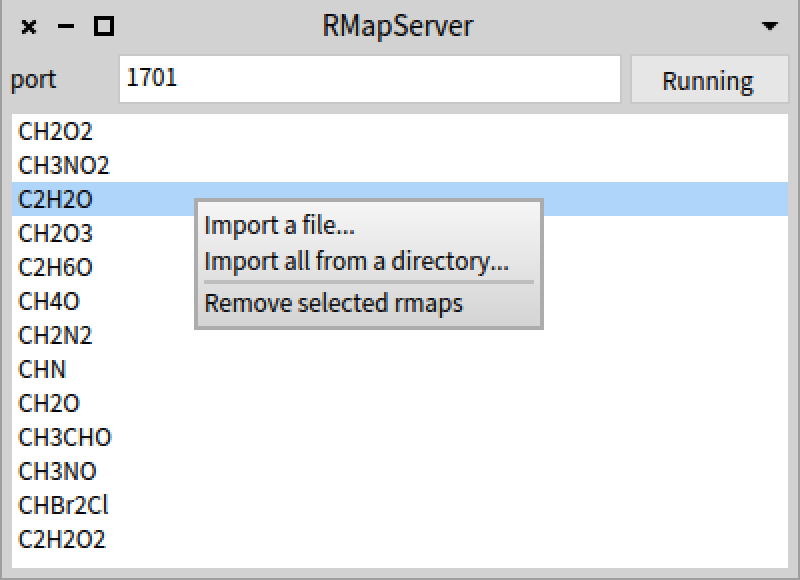 RMapServer
port 1701 Running
CH2O2
CH3NO2
C2H2O
CH2O3
C2H6O
CH4O
CH2N2
CHN
CH2O
CH3CHO
CH3NO
CHBr2Cl
C2H2O2
Import a file...
Import all from a directory...
Remove selected rmaps